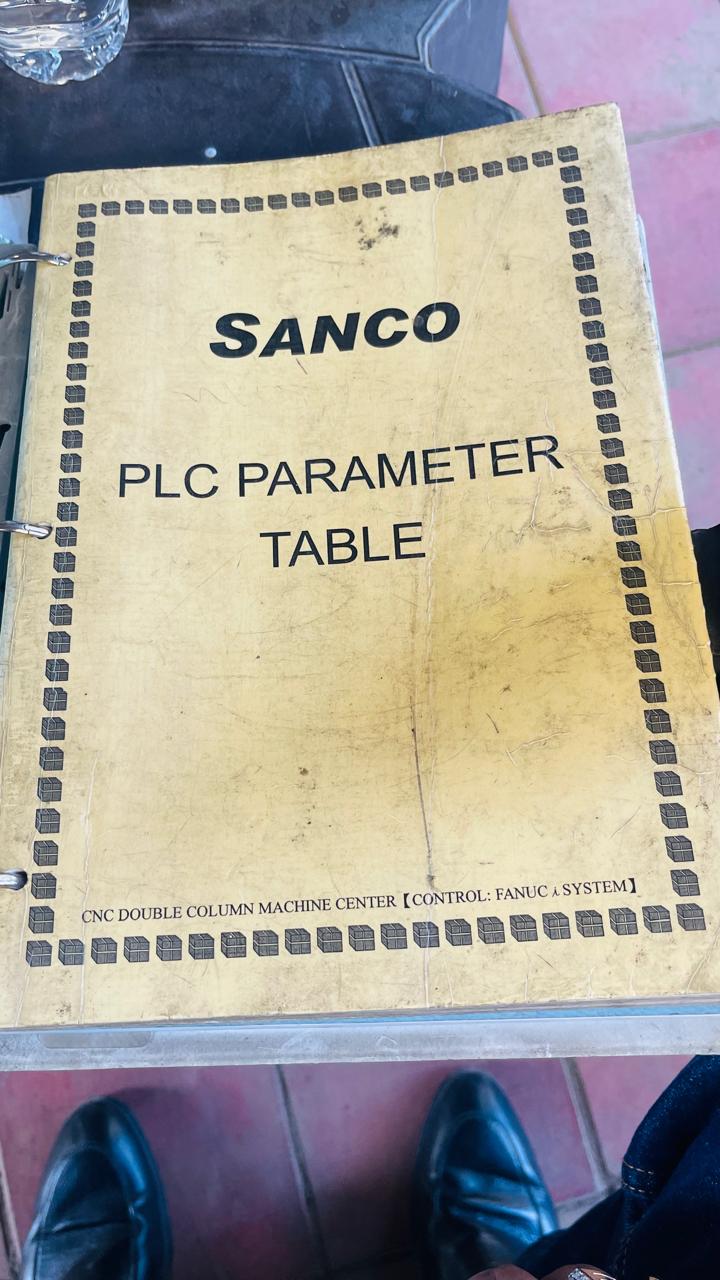 SANCO
PLC PARAMETER
TABLE
CNC DOUBLE COLUMN MACHINE CENTER【CONTROL: FANUC i SYSTEM】